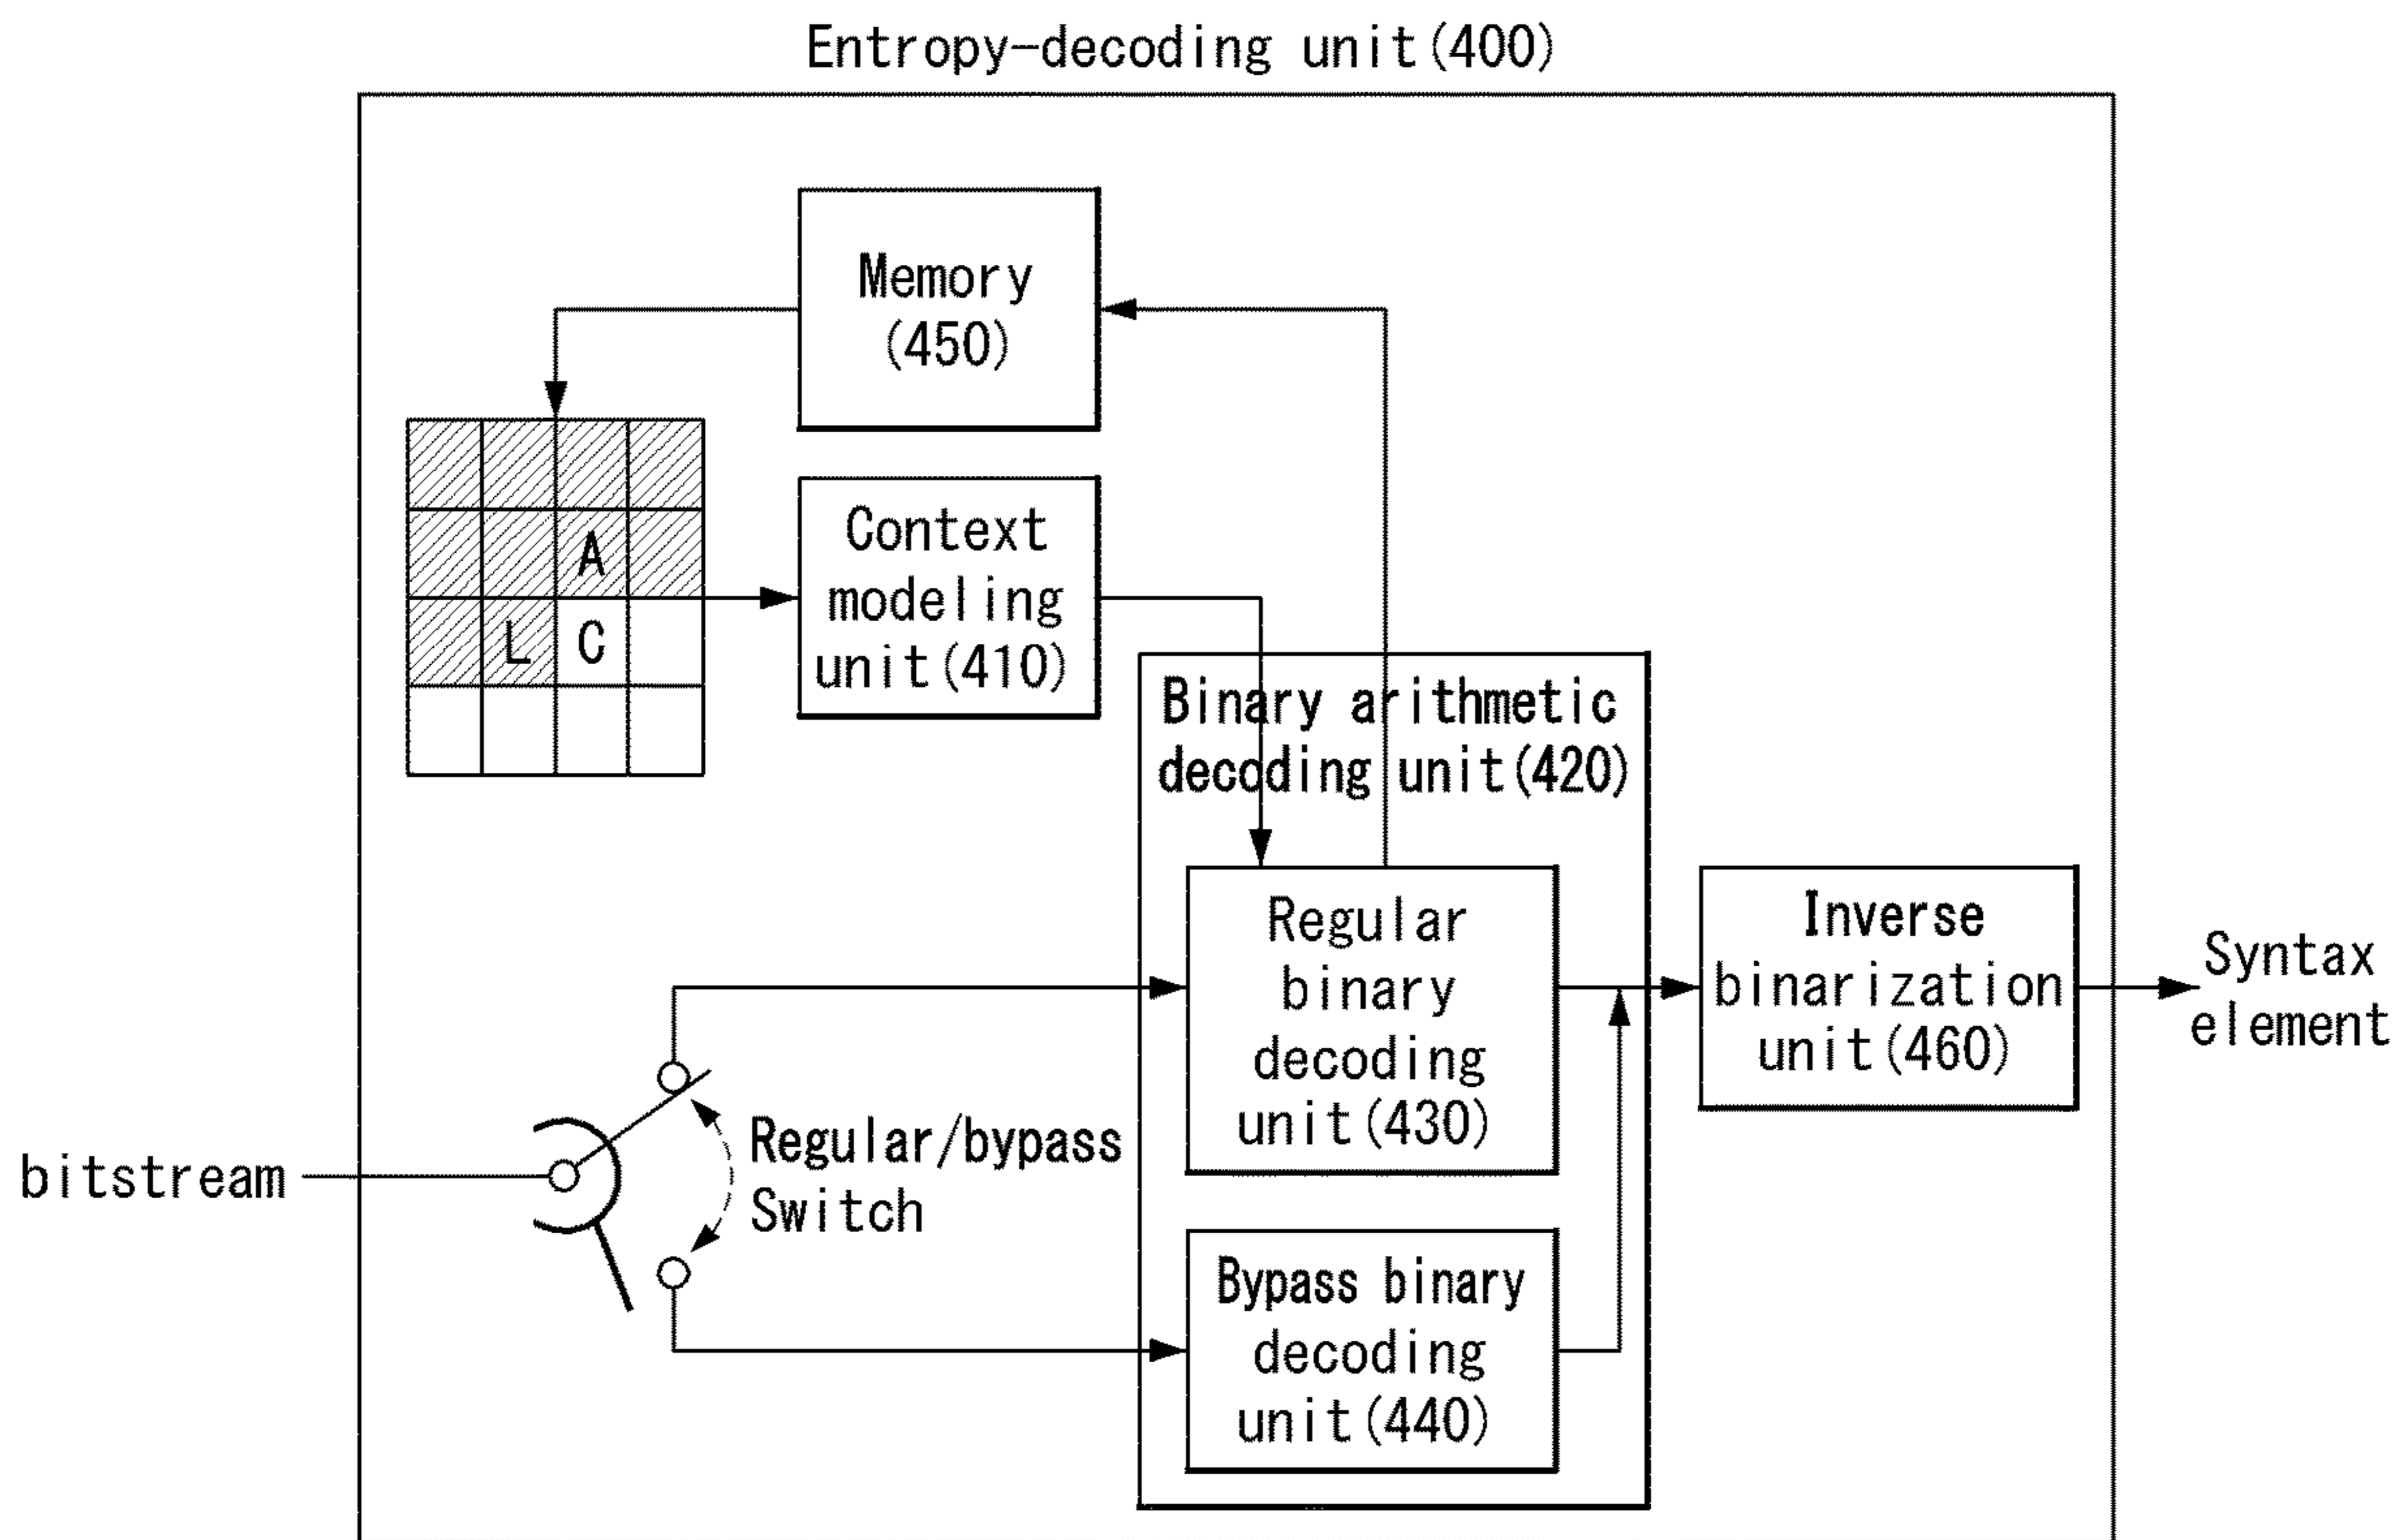 Entropy-decoding unit(400)
Memory
(450)
Context
modeling
unit(410)
A
L
C
Binary arithmetic
decoding unit(420)
Regular
binary
decoding
unit(430)
Inverse
binarization
unit(460)
Syntax
element
bitstream
Regular/bypass
Switch
Bypass binary
decoding
unit(440)